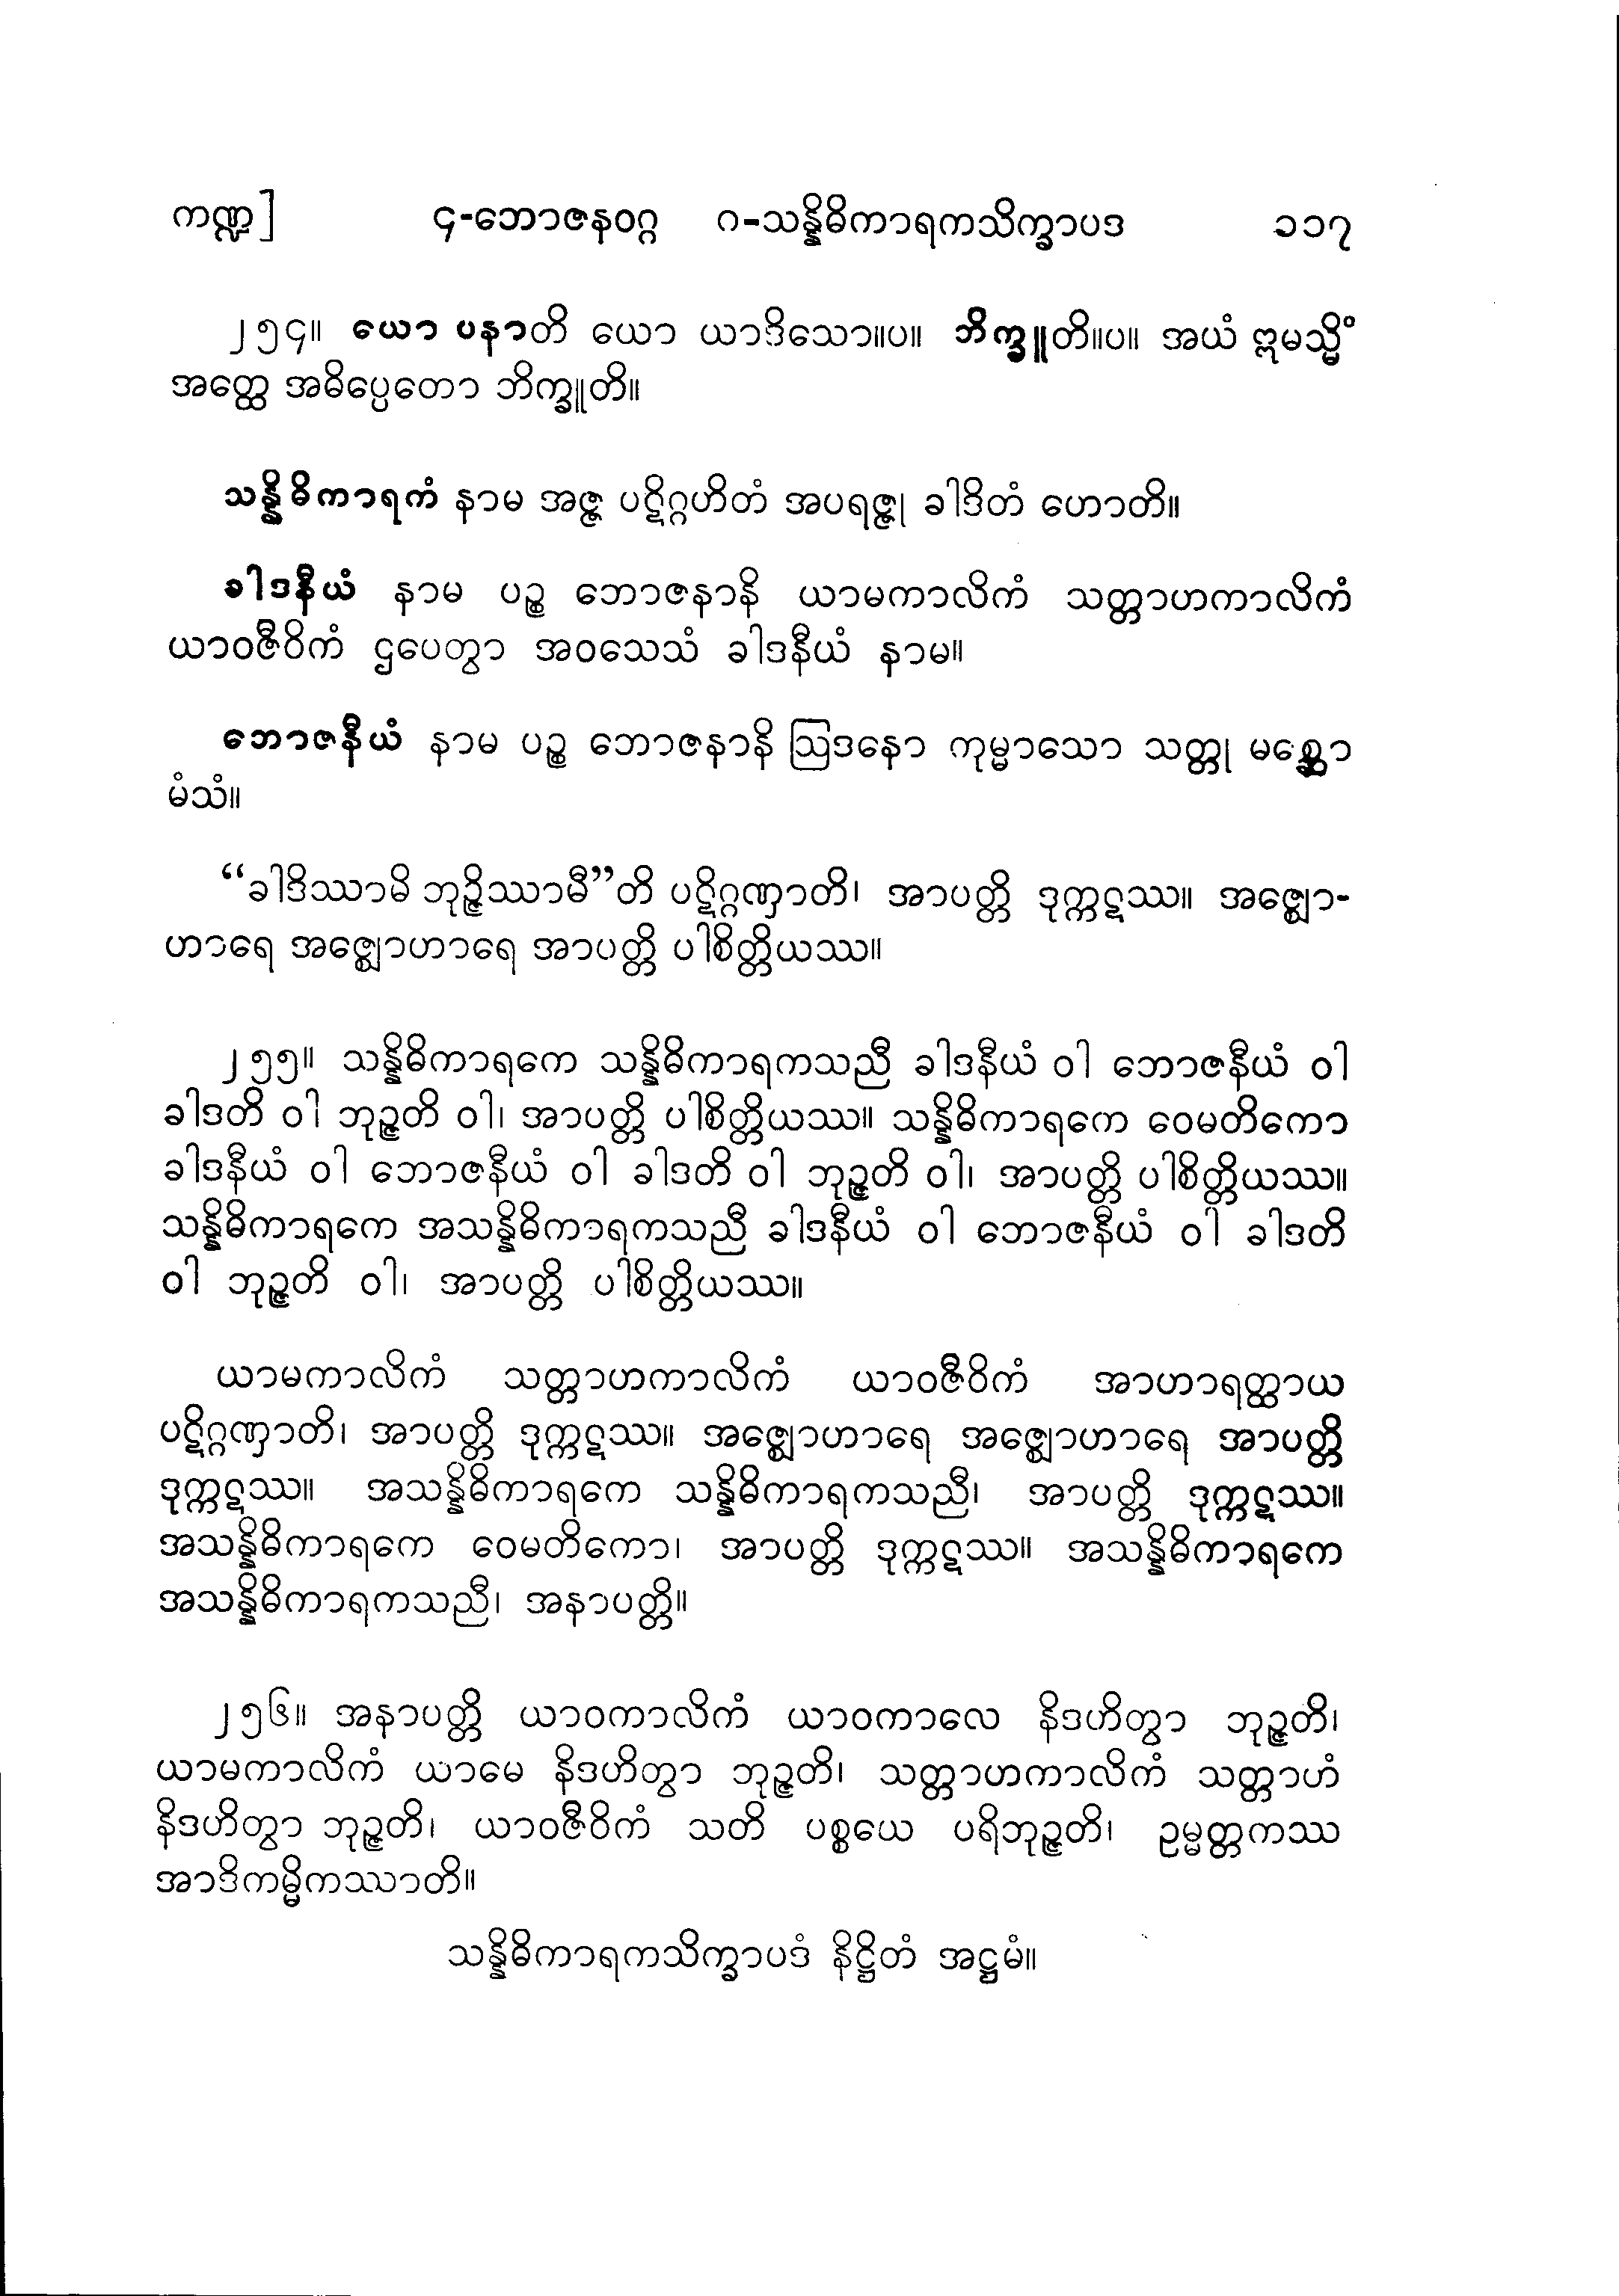 ကဏ္ဍ] ၄-ဘောဇနဝဂ္ဂ ဂ-သန္နိဓိကာရကသိက္ခာပဒ ၁၁၇
၂၅၄။ ယော ပနာတိ ယော ယာဒိသော။ပ။ ဘိက္ခူတိ။ပ။ အယံ ဣမသ္မိံ
အတ္ထေ အဓိပ္ပေတော ဘိက္ခူတိ။
သန္နိဓိကာရကံ နာမ အဇ္ဇ ပဋိဂ္ဂဟိတံ အပရဇ္ဇု ခါဒိတံ ဟောတိ။
ခါဒနီယံ နာမ ပဉ္စ ဘောဇနာနိ ယာမကာလိကံ သတ္တာဟကာလိကံ
ယာဝဇီဝိကံ ဌပေတွာ အဝသေသံ ခါဒနီယံ နာမ။
ဘောဇနီယံ နာမ ပဉ္စ ဘောဇနာနိ ဩဒနော ကုမ္မာသော သတ္တု မစ္ဆော
မံသံ။
“ခါဒိဿာမိ ဘုဉ္ဇိဿာမီ”တိ ပဋိဂ္ဂဏှာတိ၊ အာပတ္တိ ဒုက္ကဋဿ။ အဇ္ဈော-
ဟာရေ အဇ္ဈောဟာရေ အာပတ္တိ ပါစိတ္တိယဿ။
၂၅၅။ သန္နိဓိကာရကေ သန္နိဓိကာရကသညီ ခါဒနီယံ ဝါ ဘောဇနီယံ ဝါ
ခါဒတိ ဝါ ဘုဉ္ဇတိ ဝါ၊ အာပတ္တိ ပါစိတ္တိယဿ။ သန္နိဓိကာရကေ ဝေမတိကော
ခါဒနီယံ ဝါ ဘောဇနီယံ ဝါ ခါဒတိ ဝါ ဘုဉ္ဇတိ ဝါ၊ အာပတ္တိ ပါစိတ္တိယဿ။
သန္နိဓိကာရကေ အသန္နိဓိကာရကသညီ ခါဒနီယံ ဝါ ဘောဇနီယံ ဝါ ခါဒတိ
ဝါ ဘုဉ္ဇတိ ဝါ၊ အာပတ္တိ ပါစိတ္တိယဿ။
ယာမကာလိကံ သတ္တာဟကာလိကံ ယာဝဇီဝိကံ အာဟာရတ္ထာယ
ပဋိဂ္ဂဏှာတိ၊ အာပတ္တိ ဒုက္ကဋဿ။ အဇ္ဈောဟာရေ အဇ္ဈောဟာရေ အာပတ္တိ
ဒုက္ကဋဿ။ အသန္နိဓိကာရကေ သန္နိဓိကာရကသညီ၊ အာပတ္တိ ဒုက္ကဋဿ။
အသန္နိဓိကာရကေ ဝေမတိကော၊ အာပတ္တိ ဒုက္ကဋဿ။ အသန္နိဓိကာရကေ
အသန္နိဓိကာရကသညီ၊ အနာပတ္တိ။
၂၅၆။ အနာပတ္တိ ယာဝကာလိကံ ယာဝကာလေ နိဒဟိတွာ ဘုဉ္ဇတိ၊
ယာမကာလိကံ ယာမေ နိဒဟိတွာ ဘုဉ္ဇတိ၊ သတ္တာဟကာလိကံ သတ္တာဟံ
နိဒဟိတွာ ဘုဉ္ဇတိ၊ ယာဝဇီဝိကံ သတိ ပစ္စယေ ပရိဘုဉ္ဇတိ၊ ဥမ္မတ္တကဿ
အာဒိကမ္မိကဿာတိ။
သန္နိဓိကာရကသိက္ခာပဒံ နိဋ္ဌိတံ အဋ္ဌမံ။